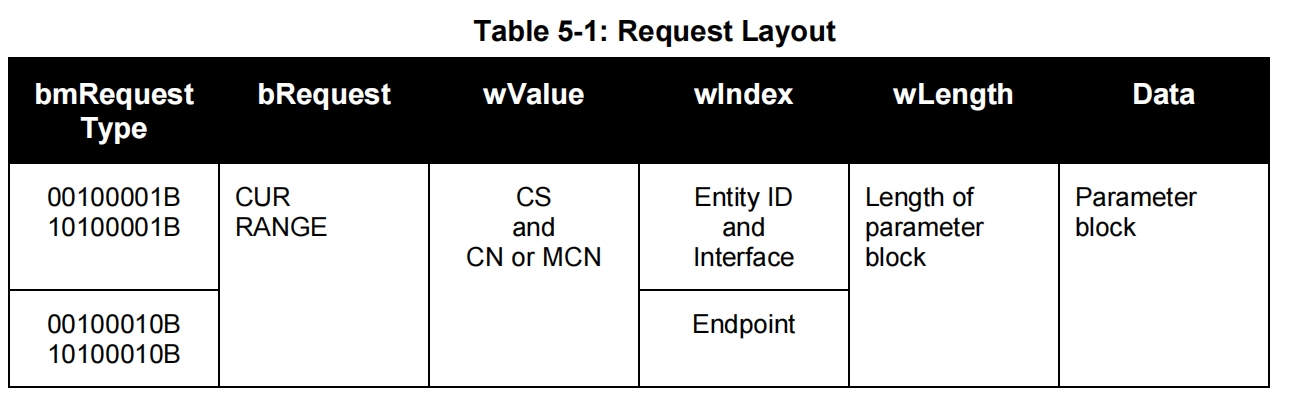 Table 5-1: Request Layout
bmRequest Type bRequest wValue wIndex wLength Data
00100001B
10100001B
CUR
RANGE
CS
and
CN or MCN
Entity ID
and
Interface
Length of
parameter
block
Parameter
block
00100010B
10100010B
Endpoint